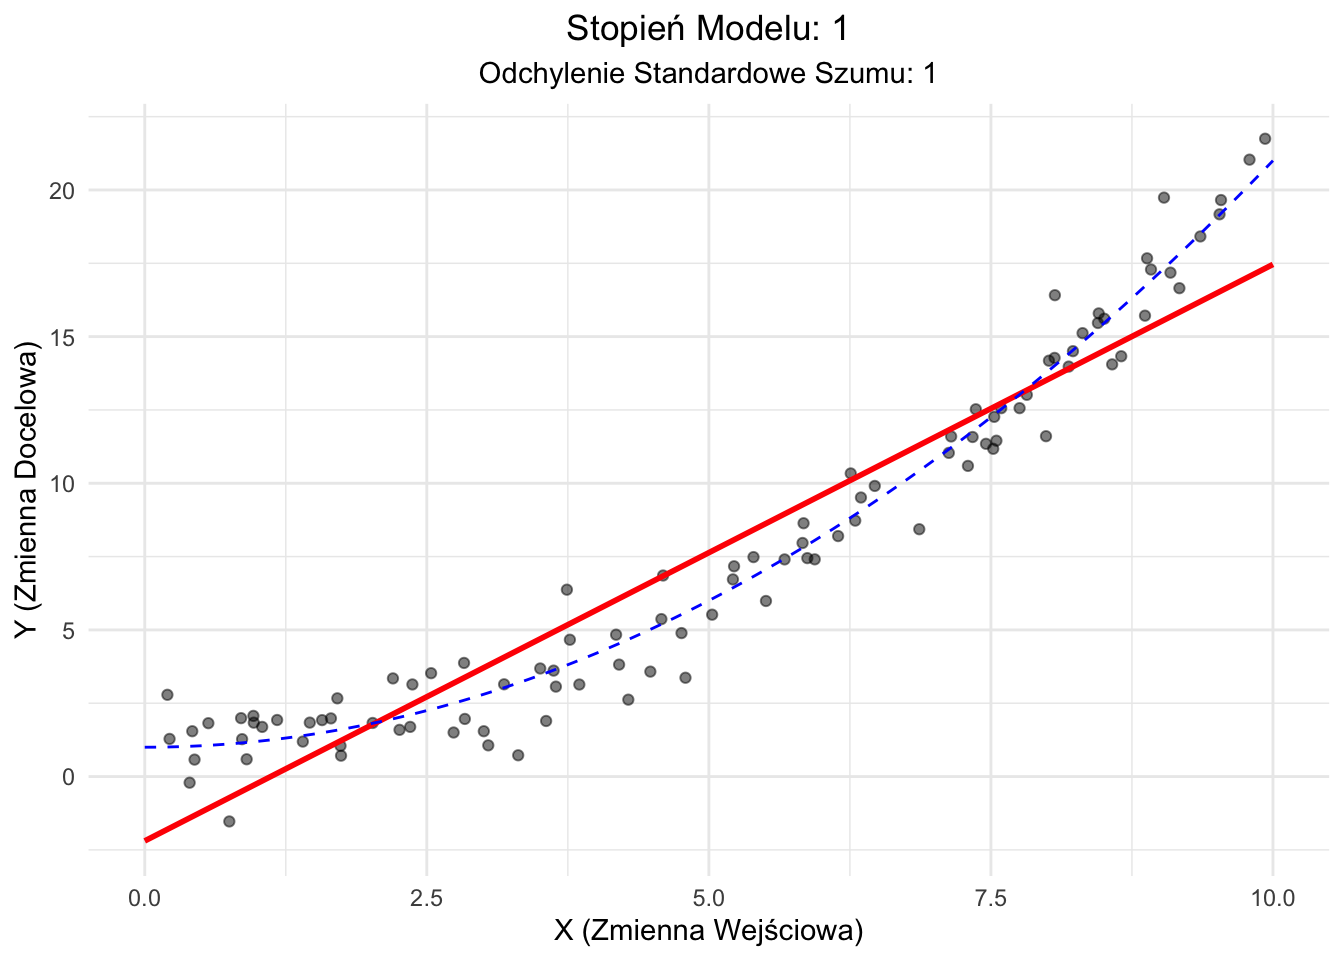 Stopień Modelu: 1
Odchylenie Standardowe Szumu: 1
Y (Zmienna Docelowa)
20
15
10
5
0
0.0 2.5 5.0 7.5 10.0
X (Zmienna Wejściowa)